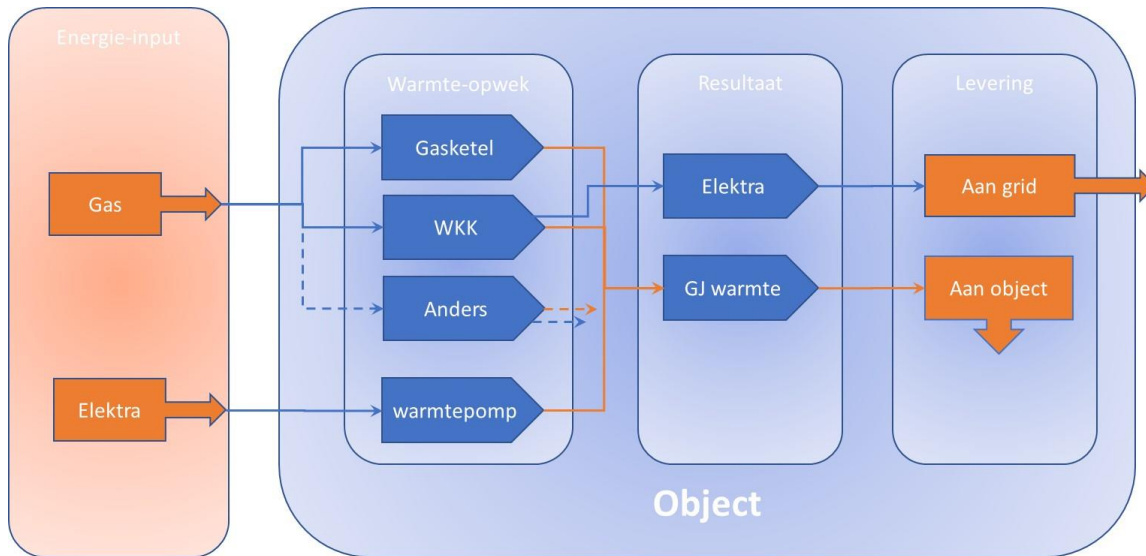 Energie-input
Gas
Elektra
Warmte-opwek
Gasketel
WKK
Anders
warmtepomp
Resultaat
Elektra
GJ warmte
Levering
Aan grid
Aan object
Object